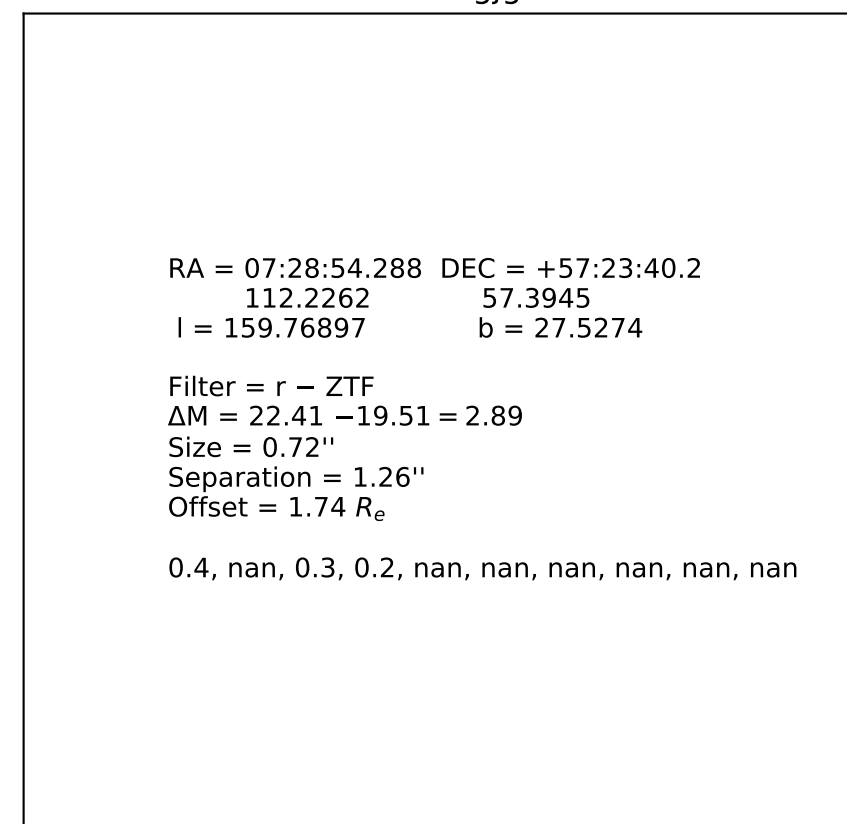 RA = 07:28:54.288  DEC = +57:23:40.2
112.2262 57.3945
l = 159.76897 b = 27.5274
Filter = r − ZTF
ΔM = 22.41 −19.51 = 2.89
Size = 0.72''
Separation = 1.26''
Offset = 1.74 Re
0.4, nan, 0.3, 0.2, nan, nan, nan, nan, nan, nan